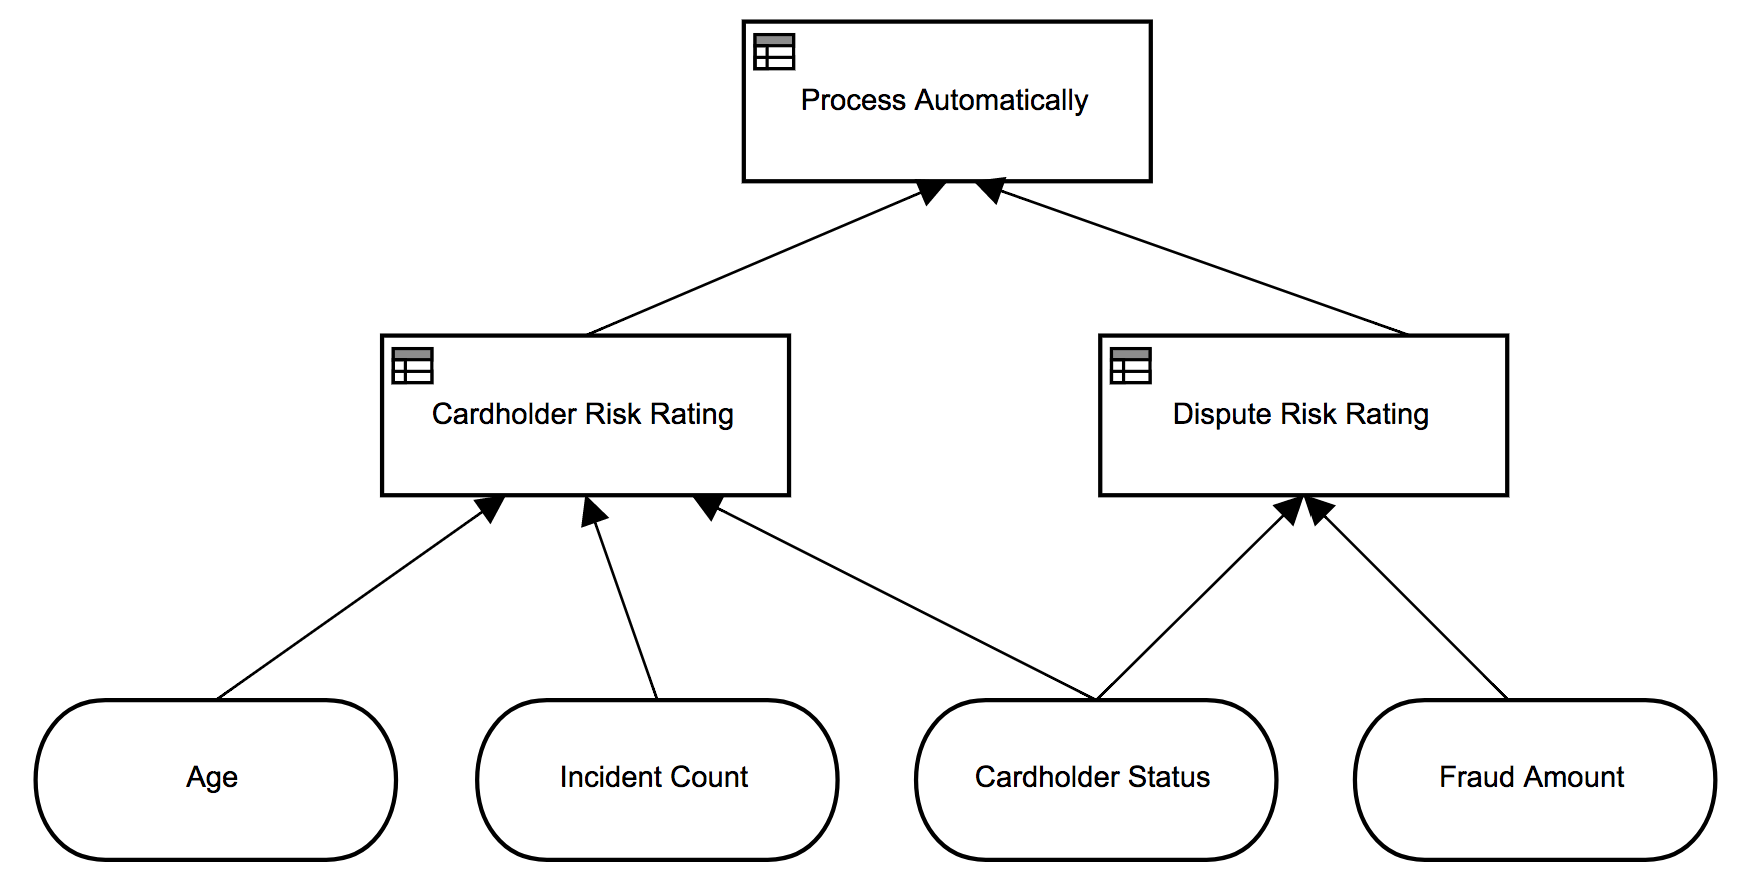 Process Automatically
Cardholder Risk Rating
Dispute Risk Rating
Age
Incident Count
Cardholder Status
Fraud Amount